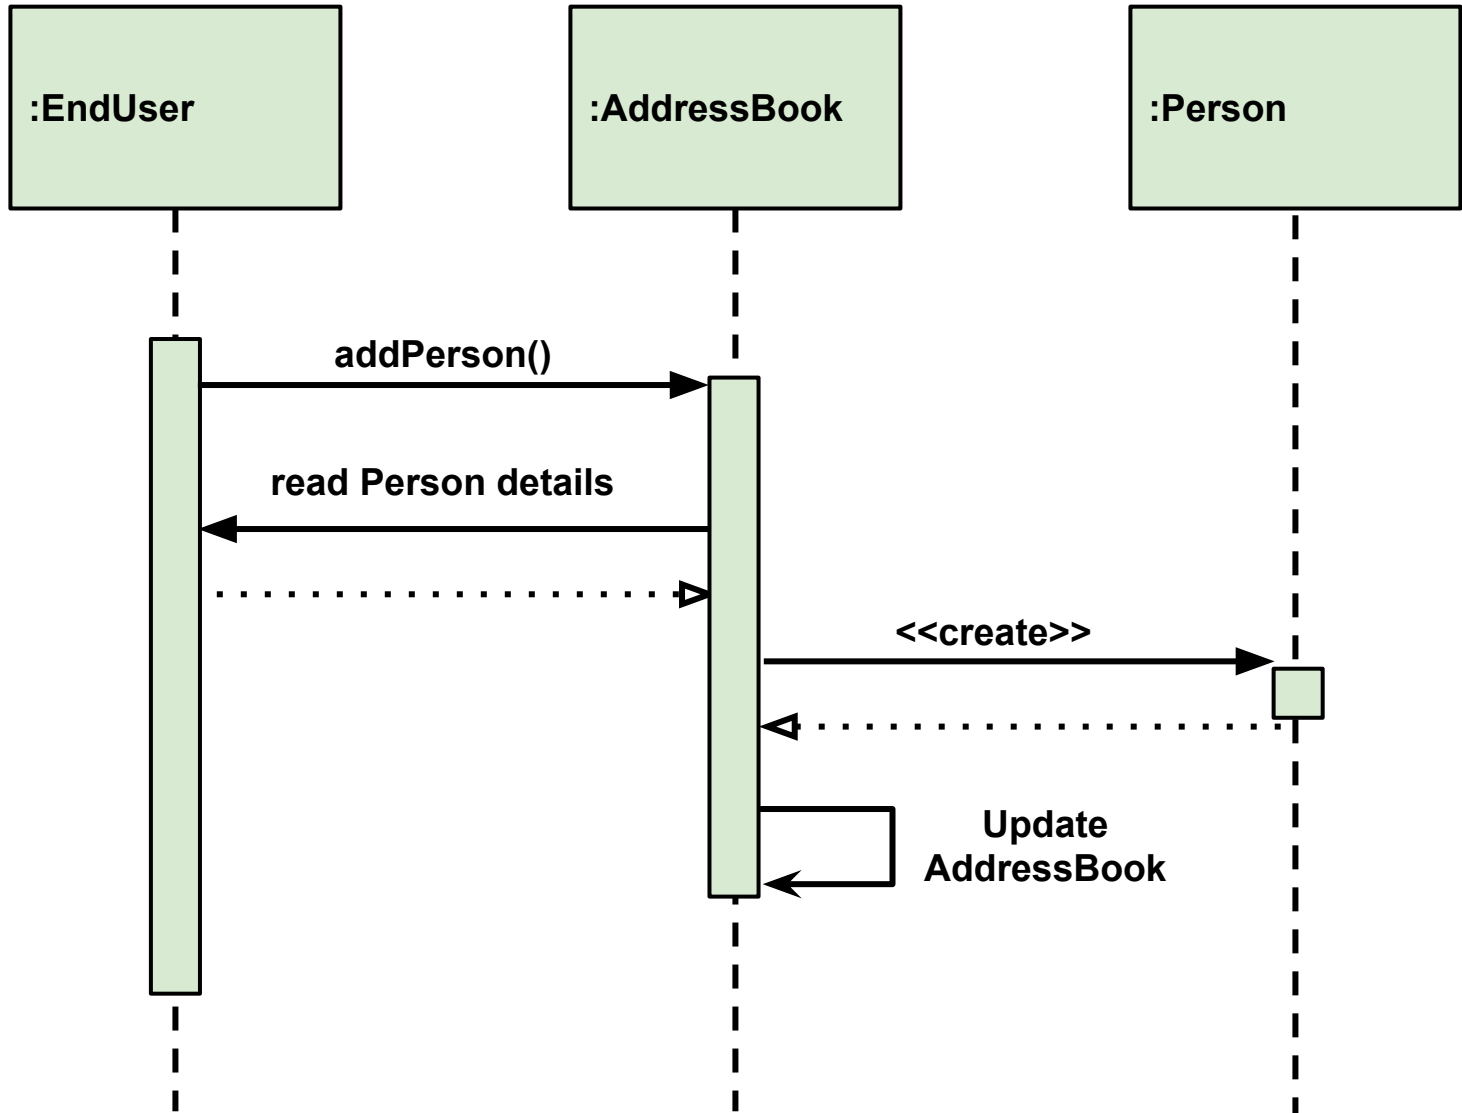 :EndUser
:AddressBook
:Person
addPerson()
read Person details
<<create>>
Update
AddressBook